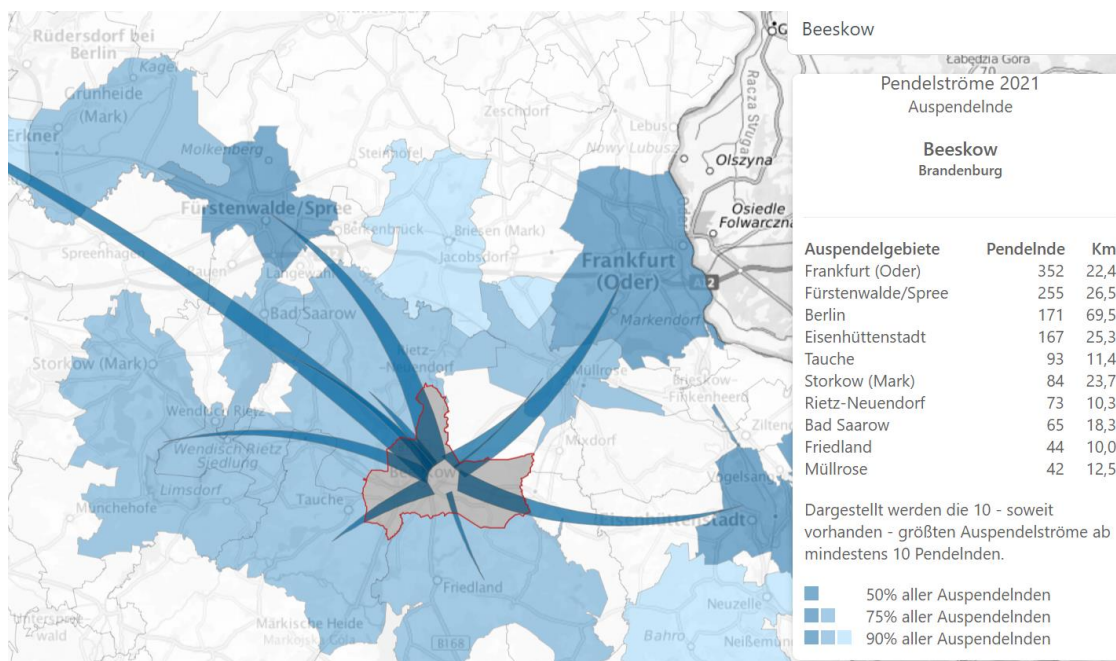 Rüdersdorf bei
Berlin
Kagel
Grünheide
(Mark)
Erkner
Molkenberg
Fürstenwalde/Spree
Spreenhagen
Rauen
Langewahl
Bad Saarow
Storkow (Mark)
Wendisch Rietz
Wendisch Rietz
Siedlung
Limsdorf
Münchehofe
Tauche
Märkische Heide
Markojska Góla
Friedland
B168
Beeskow
Rietz-
Neuendorf
Steinhöfel
Berkenbrück
Briesen (Mark)
Jacobsdorf
Zeschdorf
Lebus
Nowy Lubusz
Frankfurt
(Oder)
Markendorf
Müllrose
Brieskow-
Finkenheerd
Mixdorf
Vogelsang
Eisenhüttenstadt
Neuzelle
Bahro
Olszyna
Osiedle
Folwarczna
Racza Struga
Łabędzia Góra
70
Beeskow
Pendelströme 2021
Auspendelnde
Beeskow
Brandenburg
Auspendelgebiete Pendelnde Km
Frankfurt (Oder) 352 22,4
Fürstenwalde/Spree 255 26,5
Berlin 171 69,5
Eisenhüttenstadt 167 25,3
Tauche 93 11,4
Storkow (Mark) 84 23,7
Rietz-Neuendorf 73 10,3
Bad Saarow 65 18,3
Friedland 44 10,0
Müllrose 42 12,5
Dargestellt werden die 10 - soweit
vorhanden - größten Auspendelströme ab
mindestens 10 Pendelnden.
50% aller Auspendelnden
75% aller Auspendelnden
90% aller Auspendelnden